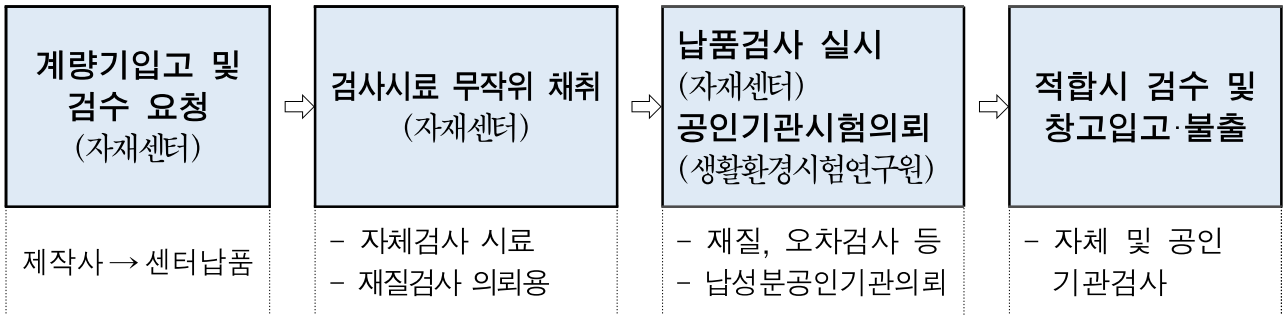 계량기입고 및
검수 요청
(자재센터)
제작사→센터납품
검사시료 무작위 채취
(자재센터)
- 자체검사 시료
- 재질검사 의뢰용
납품검사 실시
(자재센터)
공인기관시험의뢰
(생활환경시험연구원)
- 재질, 오차검사 등
- 납성분공인기관의뢰
적합시 검수 및
창고입고·불출
- 자체 및 공인
기관검사